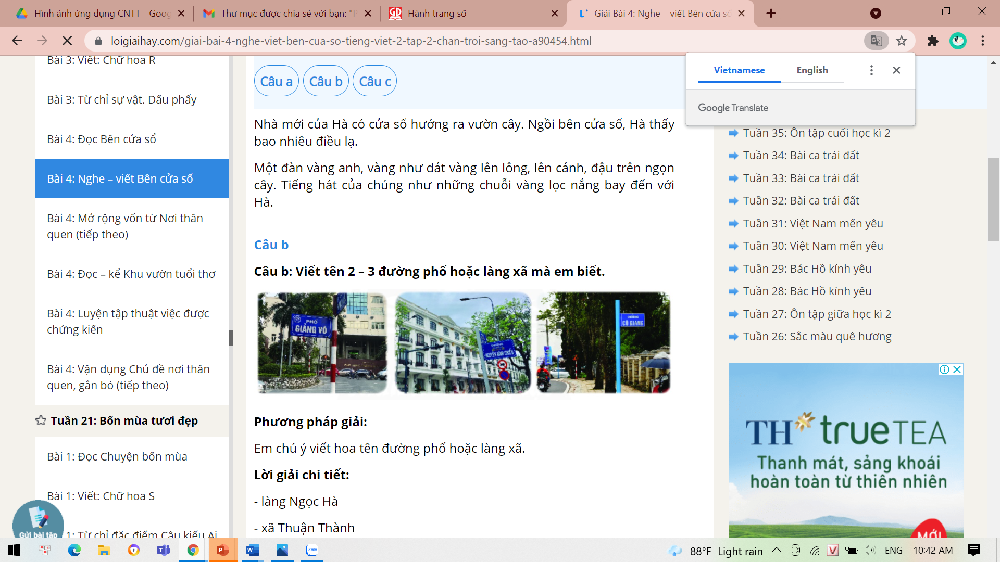 Hình ảnh ứng dụng CNTT - Goog
Thư mục được chia sẻ với bạn: "P
Hành trang số
Giải Bài 4: Nghe – viết Bên cửa sổ
loigiaihay.com/giai-bai-4-nghe-viet-ben-cua-so-tieng-viet-2-tap-2-chan-troi-sang-tao-a90454.html
Vietnamese English
Google Translate
Bài 3: Viết: Chữ hoa R
Bài 3: Từ chỉ sự vật. Dấu phẩy
Bài 4: Đọc Bên cửa sổ
Bài 4: Nghe – viết Bên cửa sổ
Bài 4: Mở rộng vốn từ Nơi thân
quen (tiếp theo)
Bài 4: Đọc – kể Khu vườn tuổi thơ
Bài 4: Luyện tập thuật việc được
chứng kiến
Bài 4: Vận dụng Chủ đề nơi thân
quen, gắn bó (tiếp theo)
Tuần 21: Bốn mùa tươi đẹp
Bài 1: Đọc Chuyện bốn mùa
Bài 1: Viết: Chữ hoa S
1: Từ chỉ đặc điểm Câu kiểu Ai
Gửi bài tập
Câu a Câu b Câu c
Nhà mới của Hà có cửa sổ hướng ra vườn cây. Ngồi bên cửa sổ, Hà thấy
bao nhiêu điều lạ.
Một đàn vàng anh, vàng như dát vàng lên lông, lên cánh, đậu trên ngọn
cây. Tiếng hát của chúng như những chuỗi vàng lọc nắng bay đến với
Hà.
Câu b
Câu b: Viết tên 2 – 3 đường phố hoặc làng xã mà em biết.
PHỐ
GIẢNG VÕ
ĐƯỜNG
NGUYỄN ĐÌNH CHIỂU
ĐƯỜNG
CÔ GIANG
Phương pháp giải:
Em chú ý viết hoa tên đường phố hoặc làng xã.
Lời giải chi tiết:
- làng Ngọc Hà
- xã Thuận Thành
Tuần 35: Ôn tập cuối học kì 2
Tuần 34: Bài ca trái đất
Tuần 33: Bài ca trái đất
Tuần 32: Bài ca trái đất
Tuần 31: Việt Nam mến yêu
Tuần 30: Việt Nam mến yêu
Tuần 29: Bác Hồ kính yêu
Tuần 28: Bác Hồ kính yêu
Tuần 27: Ôn tập giữa học kì 2
Tuần 26: Sắc màu quê hương
TH true TEA
Thanh mát, sảng khoái
hoàn toàn từ thiên nhiên
MỚI
88°F Light rain ENG 10:42 AM